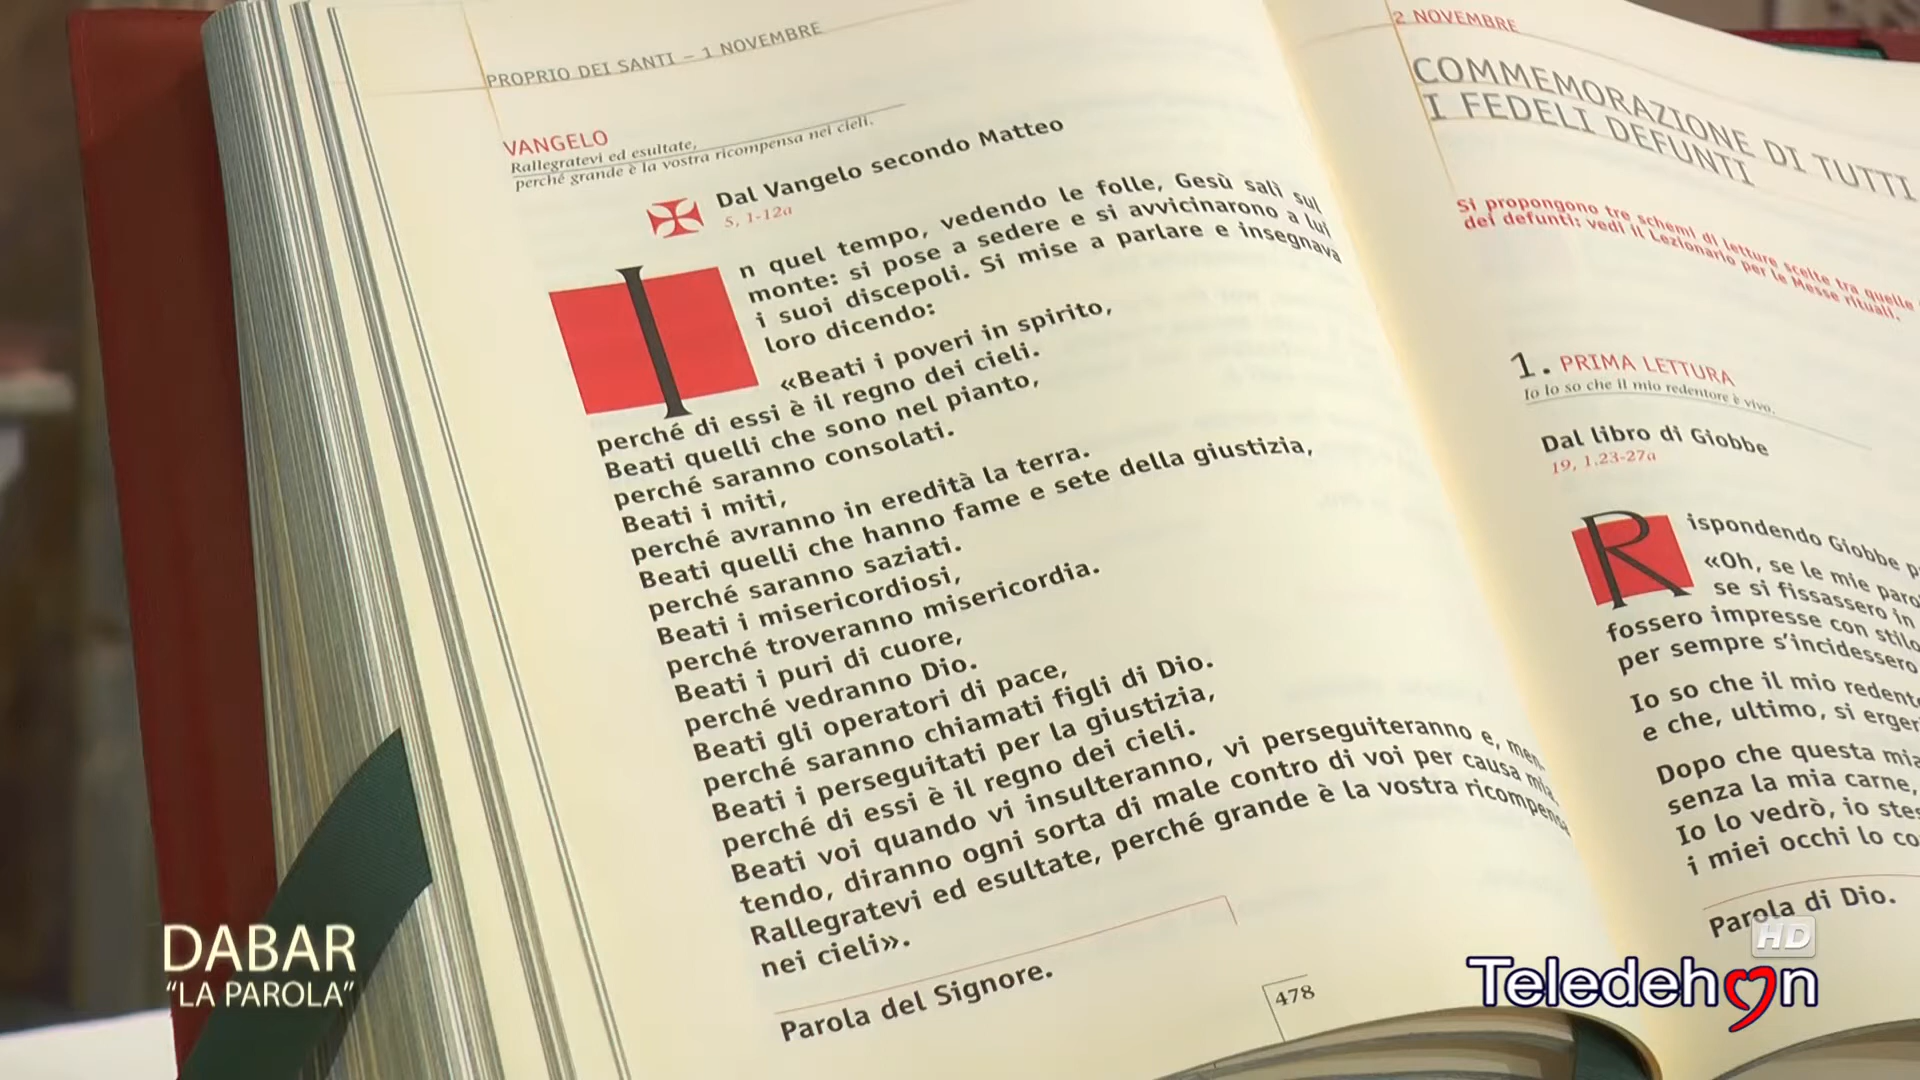 PROPRIO DEI SANTI – 1 NOVEMBRE
VANGELO
Rallegratevi ed esultate,
perché grande è la vostra ricompensa nei cieli.
Dal Vangelo secondo Matteo
5, 1-12a
In quel tempo, vedendo le folle, Gesù salì sul
monte: si pose a sedere e si avvicinarono a lui
i suoi discepoli. Si mise a parlare e insegnava
loro dicendo:
«Beati i poveri in spirito,
perché di essi è il regno dei cieli.
Beati quelli che sono nel pianto,
perché saranno consolati.
Beati i miti,
perché avranno in eredità la terra.
Beati quelli che hanno fame e sete della giustizia,
perché saranno saziati.
Beati i misericordiosi,
perché troveranno misericordia.
Beati i puri di cuore,
perché vedranno Dio.
Beati gli operatori di pace,
perché saranno chiamati figli di Dio.
Beati i perseguitati per la giustizia,
perché di essi è il regno dei cieli.
Beati voi quando vi insulteranno, vi perseguiteranno e, men-
tendo, diranno ogni sorta di male contro di voi per causa mia.
Rallegratevi ed esultate, perché grande è la vostra ricompensa
nei cieli».
Parola del Signore.
478
2 NOVEMBRE
COMMEMORAZIONE DI TUTTI
I FEDELI DEFUNTI
Si propongono tre schemi di letture scelte tra quelle
dei defunti: vedi il Lezionario per le Messe rituali.
1. PRIMA LETTURA
Io lo so che il mio redentore è vivo.
Dal libro di Giobbe
19, 1.23-27a
Rispondendo Giobbe
«Oh, se le mie
se si fissassero in
fossero impresse con stilo
per sempre s'incidessero
Io so che il mio
e che, ultimo, si
Dopo che questa mia
senza la mia carne,
Io lo vedrò, io
i miei occhi lo
Parola di Dio.
DABAR
“LA PAROLA”
HD
Teledehon